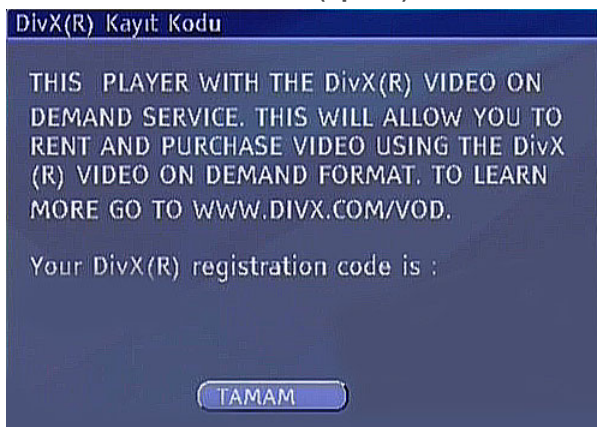 DivX(R) Kayıt Kodu
THIS PLAYER WITH THE DivX(R) VIDEO ON
DEMAND SERVICE. THIS WILL ALLOW YOU TO
RENT AND PURCHASE VIDEO USING THE DivX
(R) VIDEO ON DEMAND FORMAT. TO LEARN
MORE GO TO WWW.DIVX.COM/VOD.
Your DivX(R) registration code is :
TAMAM